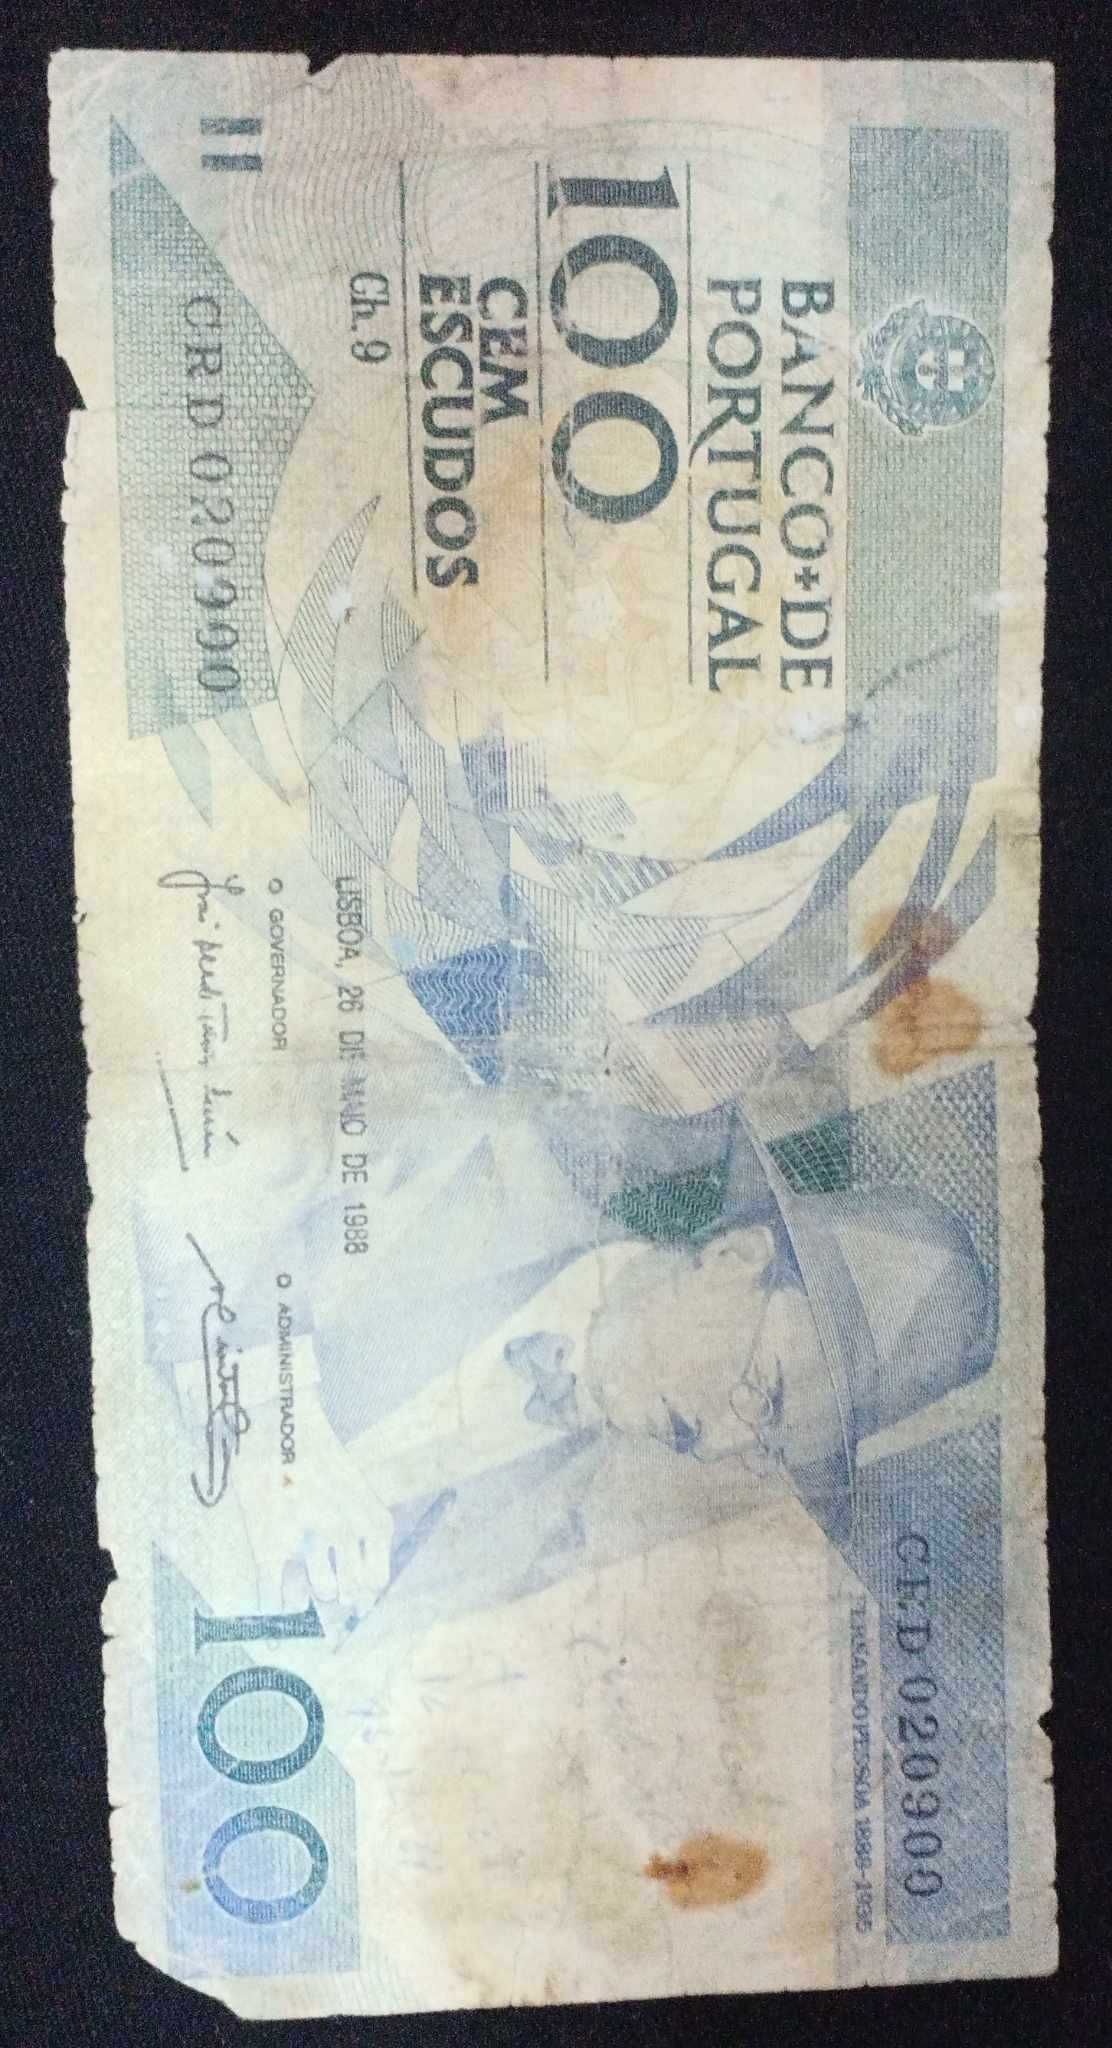 BANCO DE
PORTUGAL
100
CEM
ESCUDOS
Ch. 9
CRD 020900
LISBOA, 26 DE MAIO DE 1988
O GOVERNADOR
O ADMINISTRADOR
CRD 020900
FERNANDO PESSOA 1888-1935
100